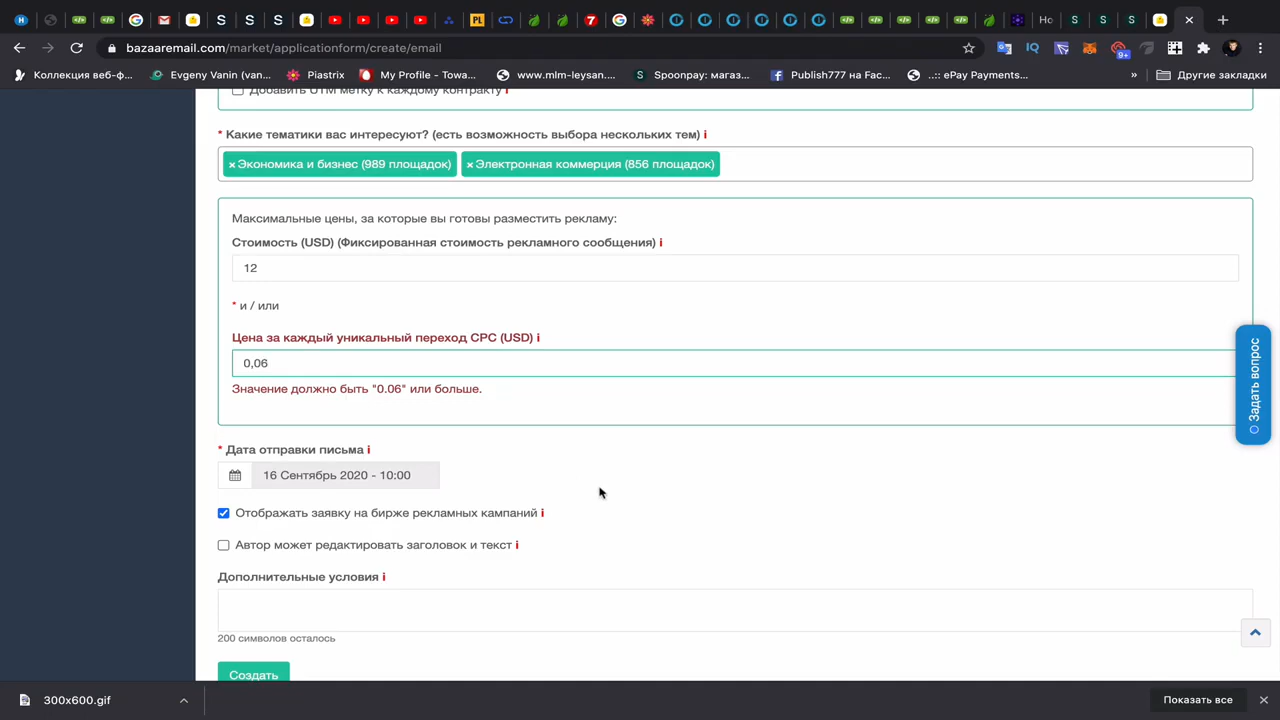 Ho
bazaaremail.com/market/applicationform/create/email
9+
Коллекция веб-ф...
Evgeny Vanin (van...
Piastrix
My Profile - Towa...
www.mlm-leysan....
Spoonpay: магаз...
Publish777 на Fac...
..:: ePay Payments...
»
Другие закладки
Добавить UTM метку к каждому контракту i
* Какие тематики вас интересуют? (есть возможность выбора нескольких тем) i
× Экономика и бизнес (989 площадок) × Электронная коммерция (856 площадок)
Максимальные цены, за которые вы готовы разместить рекламу:
Стоимость (USD) (Фиксированная стоимость рекламного сообщения) i
12
* и / или
Цена за каждый уникальный переход CPC (USD) i
0,06
Значение должно быть "0.06" или больше.
Задать вопрос
* Дата отправки письма i
16 Сентябрь 2020 - 10:00
Отображать заявку на бирже рекламных кампаний i
Автор может редактировать заголовок и текст i
Дополнительные условия i
200 символов осталось
Создать
300x600.gif
Показать все